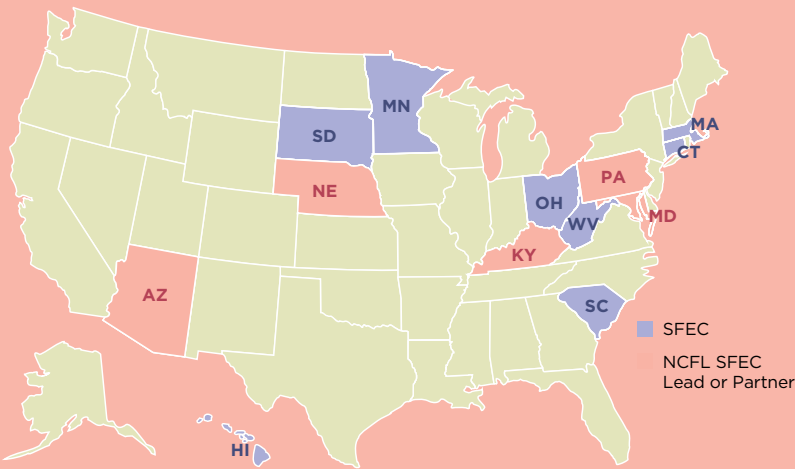 MN
MA
SD
CT
NE
PA
OH
MD
WV
KY
AZ
SC
SFEC
NCFL SFEC
Lead or Partner
HI